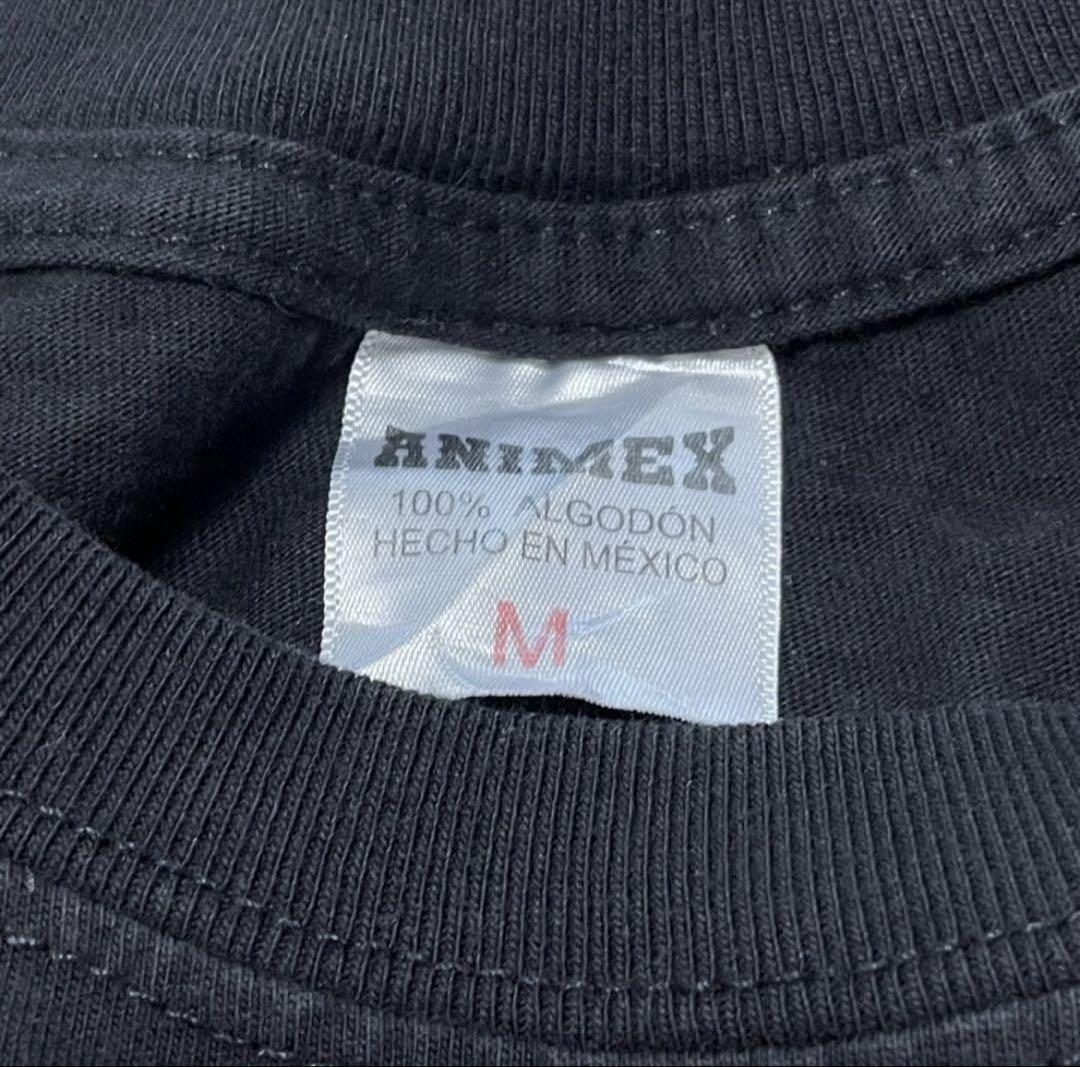 ANIMEX
100% ALGODÓN
HECHO EN MÉXICO
M